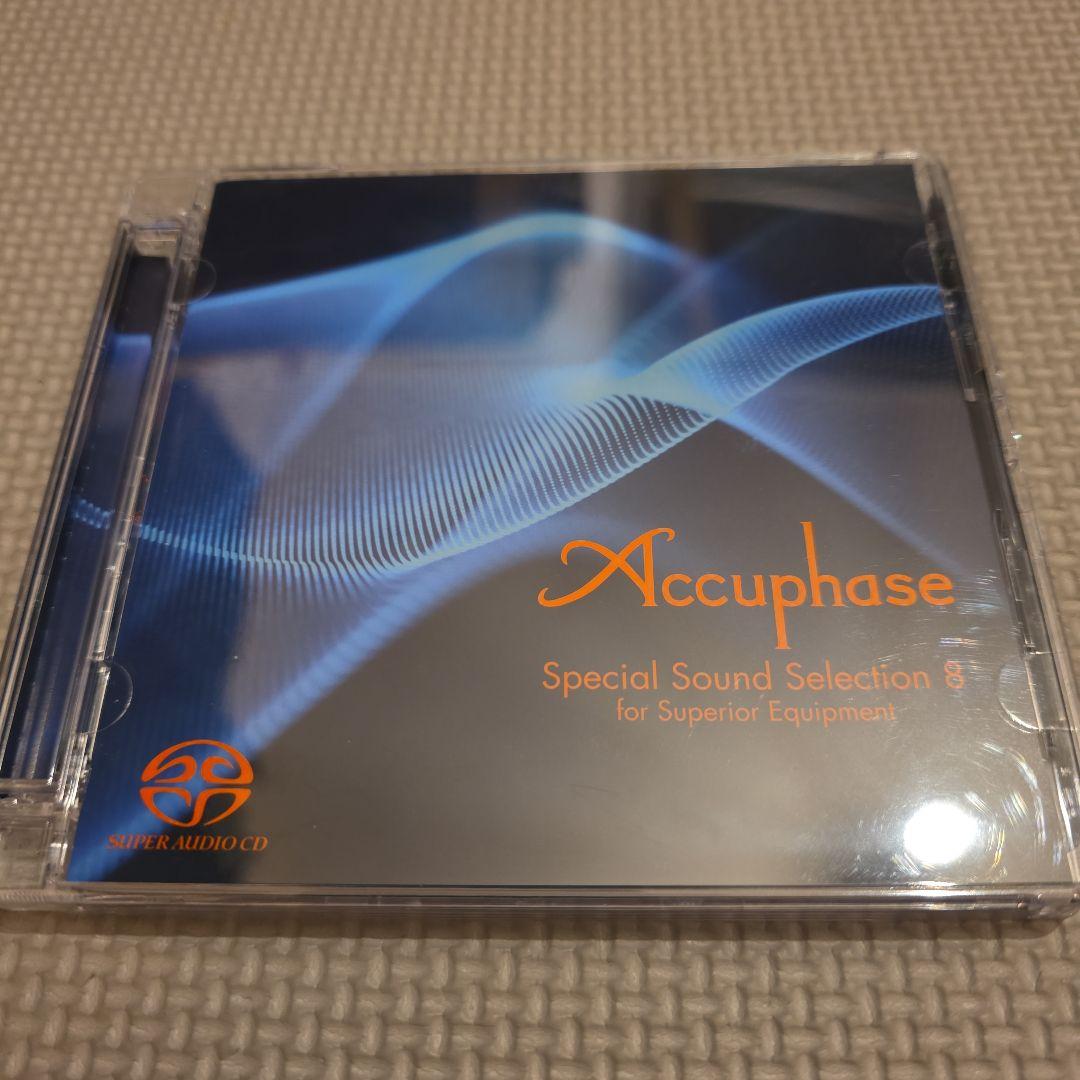 Accuphase
Special Sound Selection 8
for Superior Equipment
SUPER AUDIO CD